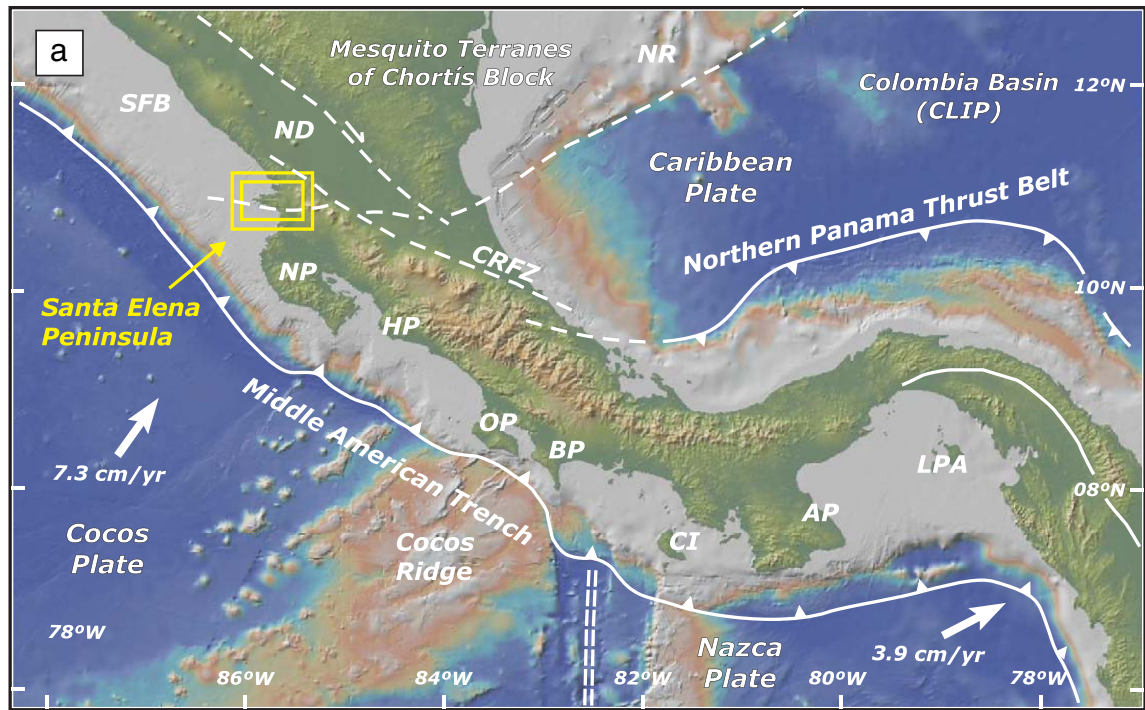 a
Mesquito Terranes
of Chortís Block
NR
Colombia Basin
(CLIP)
12ºN
SFB
ND
Caribbean
Plate
Northern Panama Thrust Belt
CRFZ
NP
10ºN
Santa Elena
Peninsula
HP
Middle American Trench
OP
BP
LPA
7.3 cm/yr
08ºN
AP
Cocos
Plate
Cocos
Ridge
CI
78ºW
Nazca
Plate
3.9 cm/yr
86ºW
84ºW
82ºW
80ºW
78ºW